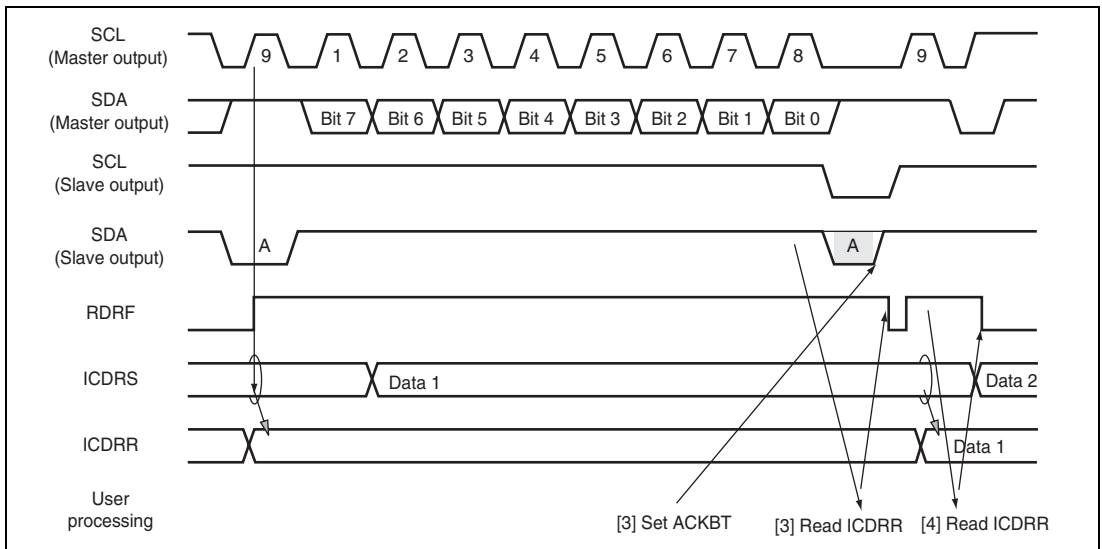 SCL
(Master output)
9 1 2 3 4 5 6 7 8 9
SDA
(Master output)
Bit 7 Bit 6 Bit 5 Bit 4 Bit 3 Bit 2 Bit 1 Bit 0
SCL
(Slave output)
SDA
(Slave output)
A A
RDRF
ICDRS
Data 1 Data 2
ICDRR
Data 1
User
processing
[3] Set ACKBT [3] Read ICDRR [4] Read ICDRR